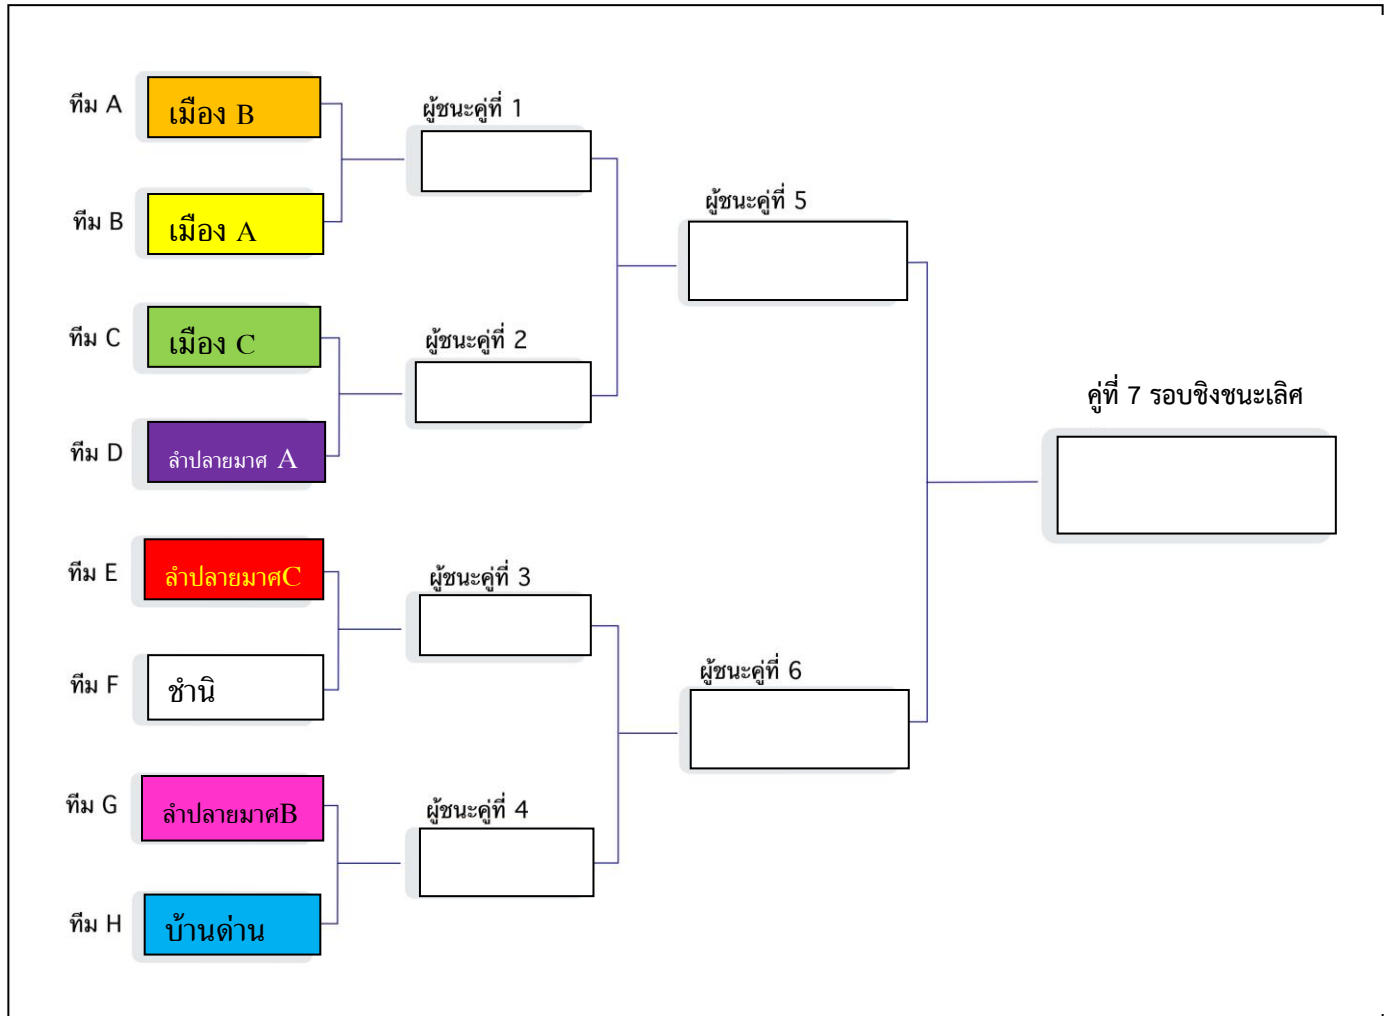 ทีม A
เมือง B
ผู้ชนะคู่ที่ 1
ทีม B
เมือง A
ผู้ชนะคู่ที่ 5
ทีม C
เมือง C
ผู้ชนะคู่ที่ 2
คู่ที่ 7 รอบชิงชนะเลิศ
ทีม D
ลำปลายมาศ A
ทีม E
ลำปลายมาศC
ผู้ชนะคู่ที่ 3
ทีม F
ชำนิ
ผู้ชนะคู่ที่ 6
ทีม G
ลำปลายมาศB
ผู้ชนะคู่ที่ 4
ทีม H
บ้านด่าน